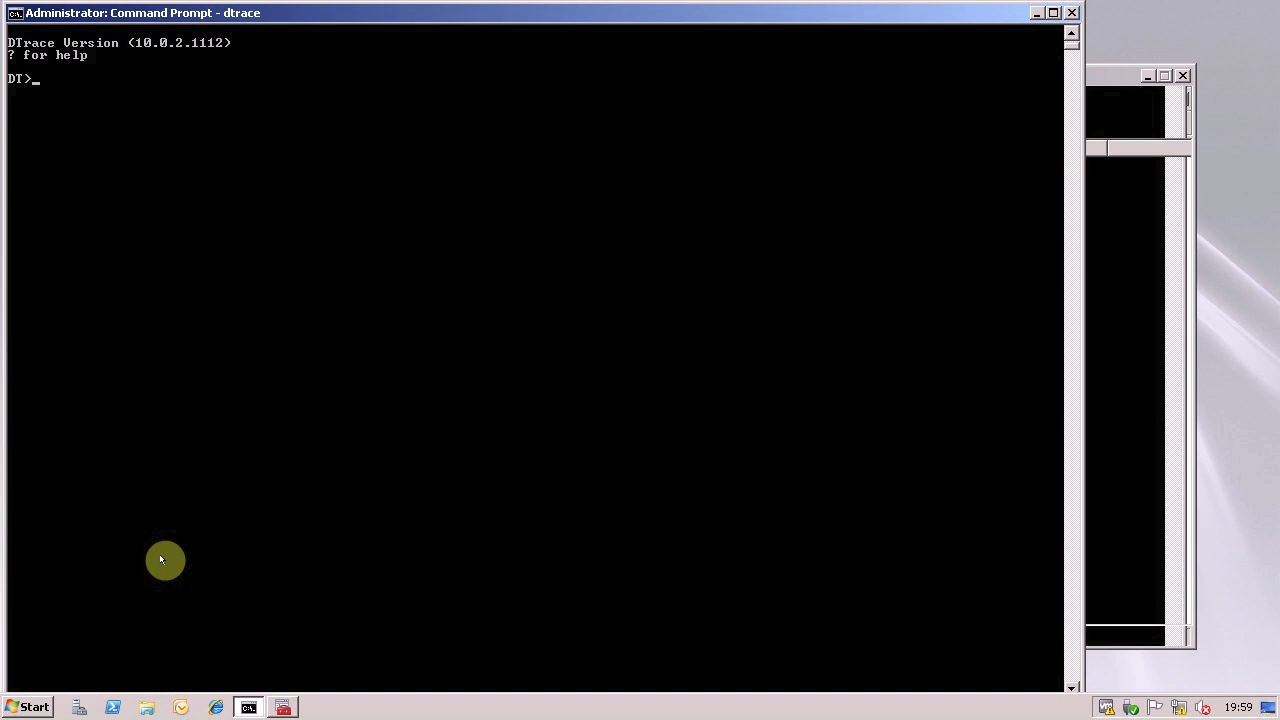 Administrator: Command Prompt - dtrace
DTrace Version (10.0.2.1112)
? for help
DT>_
Start
19:59